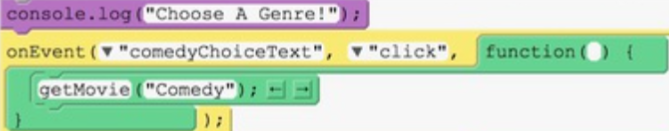 console.log("Choose A Genre!");
onEvent(▼"comedyChoiceText", ▼"click", function( ) {
getMovie("Comedy"); ← →
} );